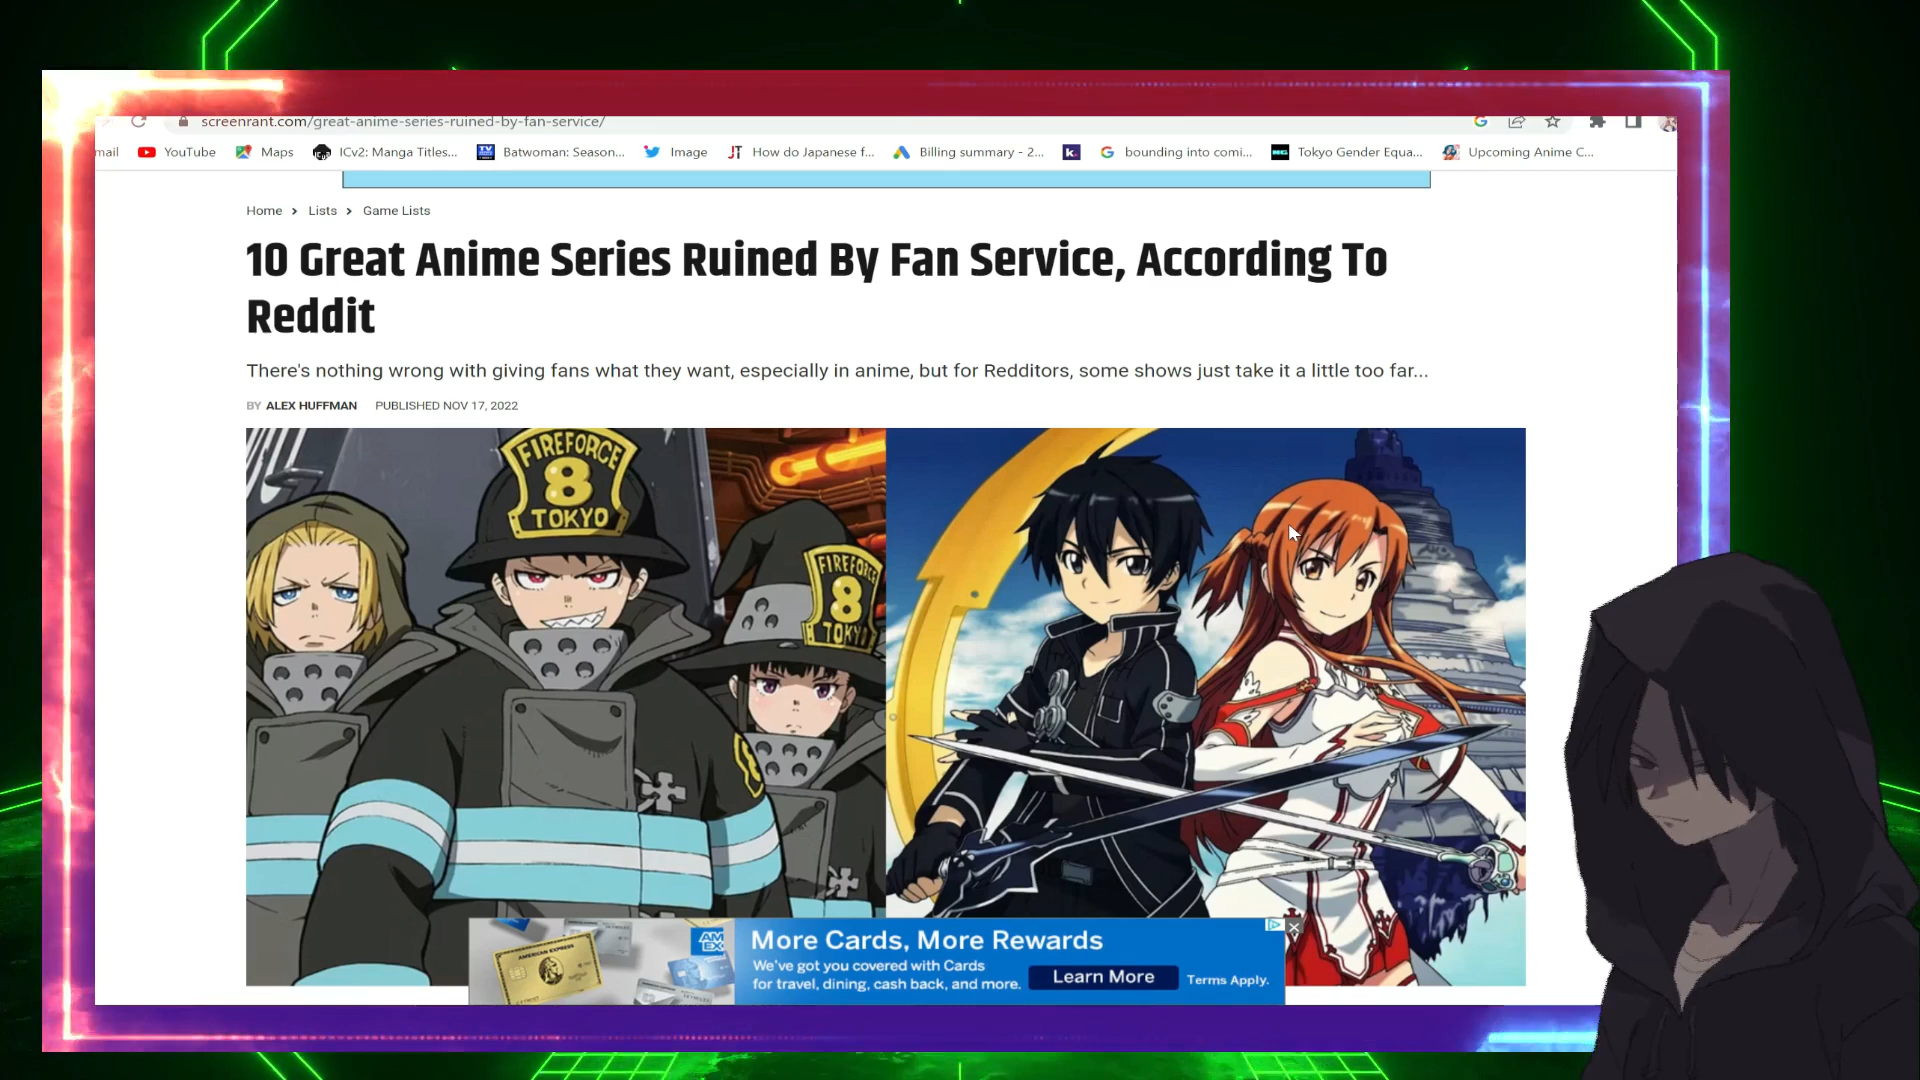 screenrant.com/great-anime-series-ruined-by-fan-service/
mail YouTube Maps ICv2: Manga Titles... Batwoman: Season... Image How do Japanese f... Billing summary - 2... bounding into comi... Tokyo Gender Equa... Upcoming Anime C...
Home > Lists > Game Lists
10 Great Anime Series Ruined By Fan Service, According To
Reddit
There's nothing wrong with giving fans what they want, especially in anime, but for Redditors, some shows just take it a little too far...
BY ALEX HUFFMAN PUBLISHED NOV 17, 2022
FIREFORCE
8
TOKYO
FIREFORCE
8
TOKYO
AMERICAN EXPRESS
AM
EX
More Cards, More Rewards
We've got you covered with Cards
for travel, dining, cash back, and more.
Learn More
Terms Apply.